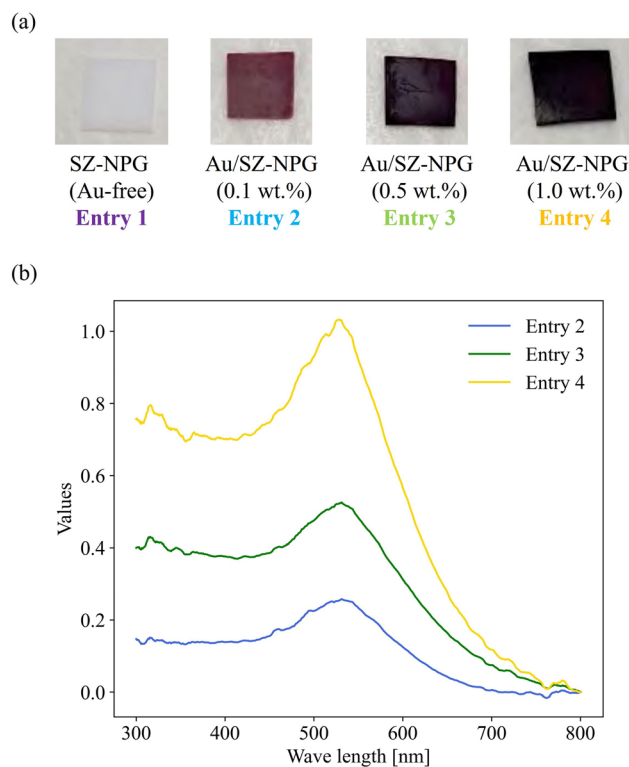 (a)
SZ-NPG
(Au-free)
Entry 1
Au/SZ-NPG
(0.1 wt.%)
Entry 2
Au/SZ-NPG
(0.5 wt.%)
Entry 3
Au/SZ-NPG
(1.0 wt.%)
Entry 4
(b)
Values
1.0
0.8
0.6
0.4
0.2
0.0
Entry 2
Entry 3
Entry 4
300
400
500
600
700
800
Wave length [nm]